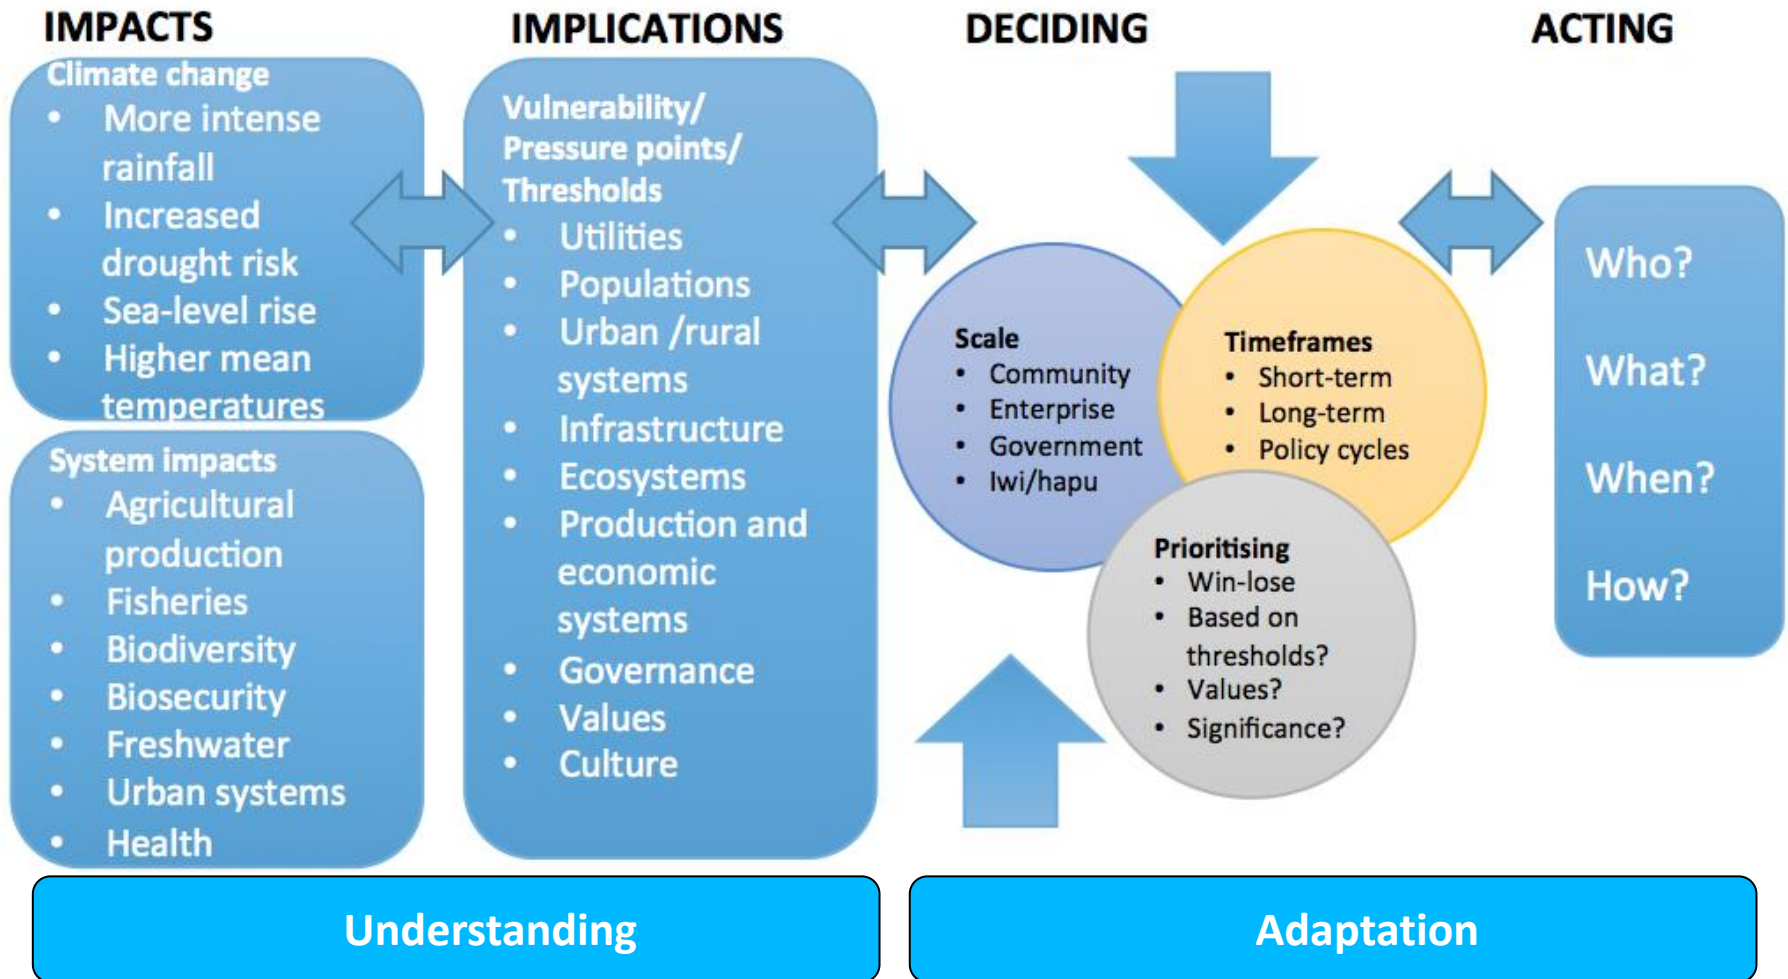 IMPACTS
Climate change
• More intense
rainfall
• Increased
drought risk
• Sea-level rise
• Higher mean
temperatures
System impacts
• Agricultural
production
• Fisheries
• Biodiversity
• Biosecurity
• Freshwater
• Urban systems
• Health
IMPLICATIONS
Vulnerability/
Pressure points/
Thresholds
• Utilities
• Populations
• Urban /rural
systems
• Infrastructure
• Ecosystems
• Production and
economic
systems
• Governance
• Values
• Culture
DECIDING
Scale
• Community
• Enterprise
• Government
• Iwi/hapu
Timeframes
• Short-term
• Long-term
• Policy cycles
Prioritising
• Win-lose
• Based on
thresholds?
• Values?
• Significance?
ACTING
Who?
What?
When?
How?
Understanding
Adaptation